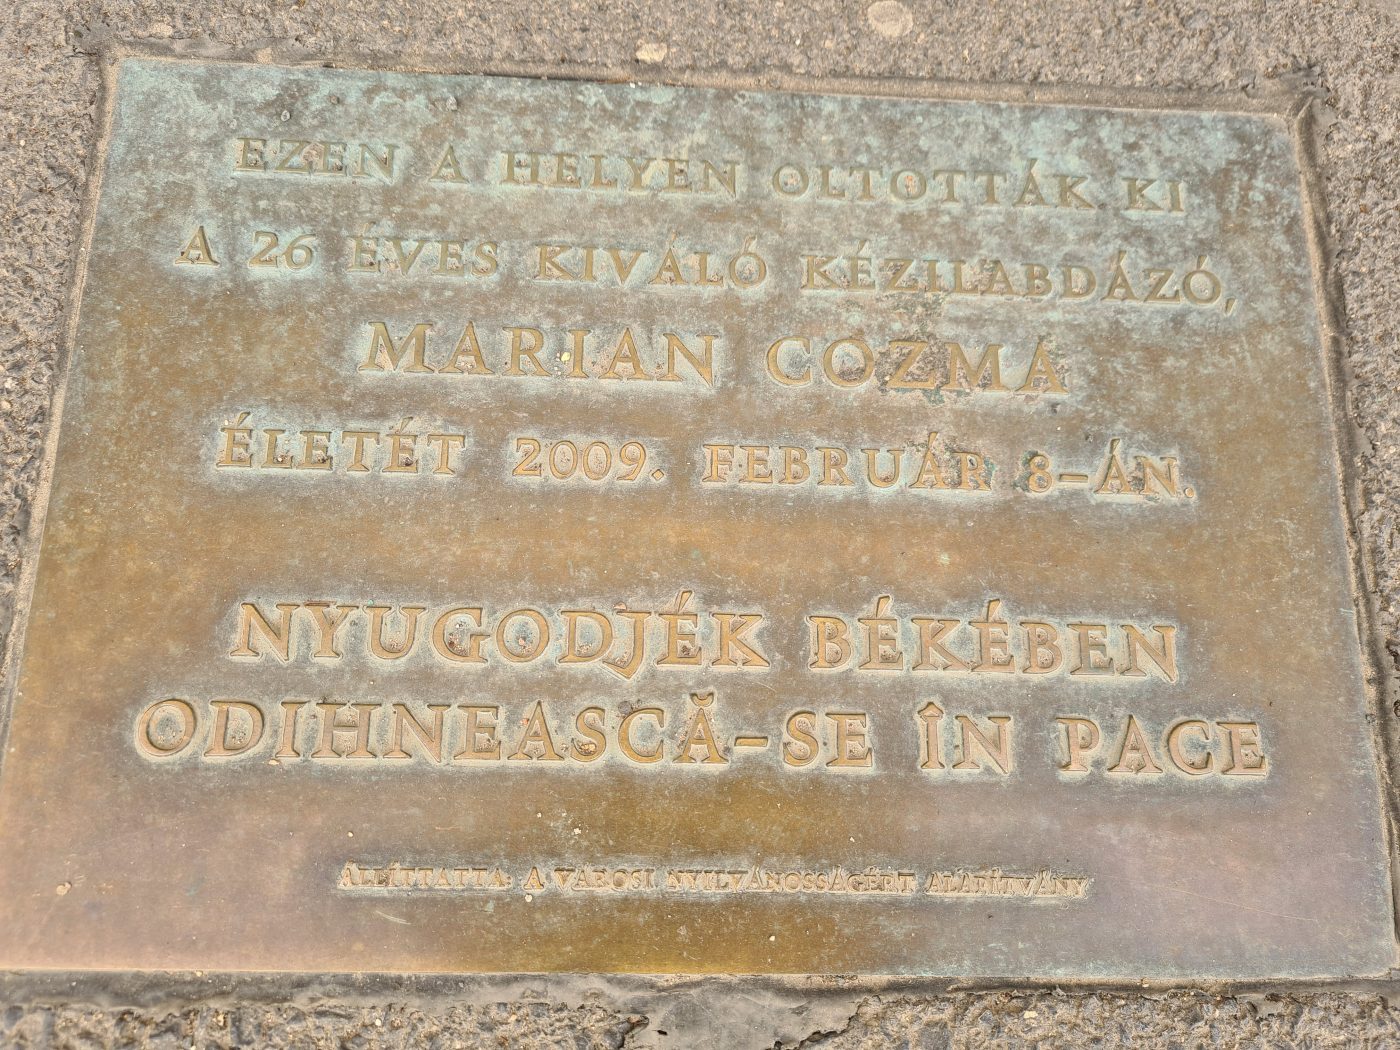 EZEN A HELYEN OLTOTTÁK KI
A 26 ÉVES KIVÁLÓ KÉZILABDÁZÓ,
MARIAN COZMA
ÉLETÉT 2009. FEBRUÁR 8-ÁN.
NYUGODJÉK BÉKÉBEN
ODIHNEASCĂ-SE ÎN PACE
ÁLLÍTTATTA A VÁROSI NYILVÁNOSSÁGÉRT ALAPÍTVÁNY